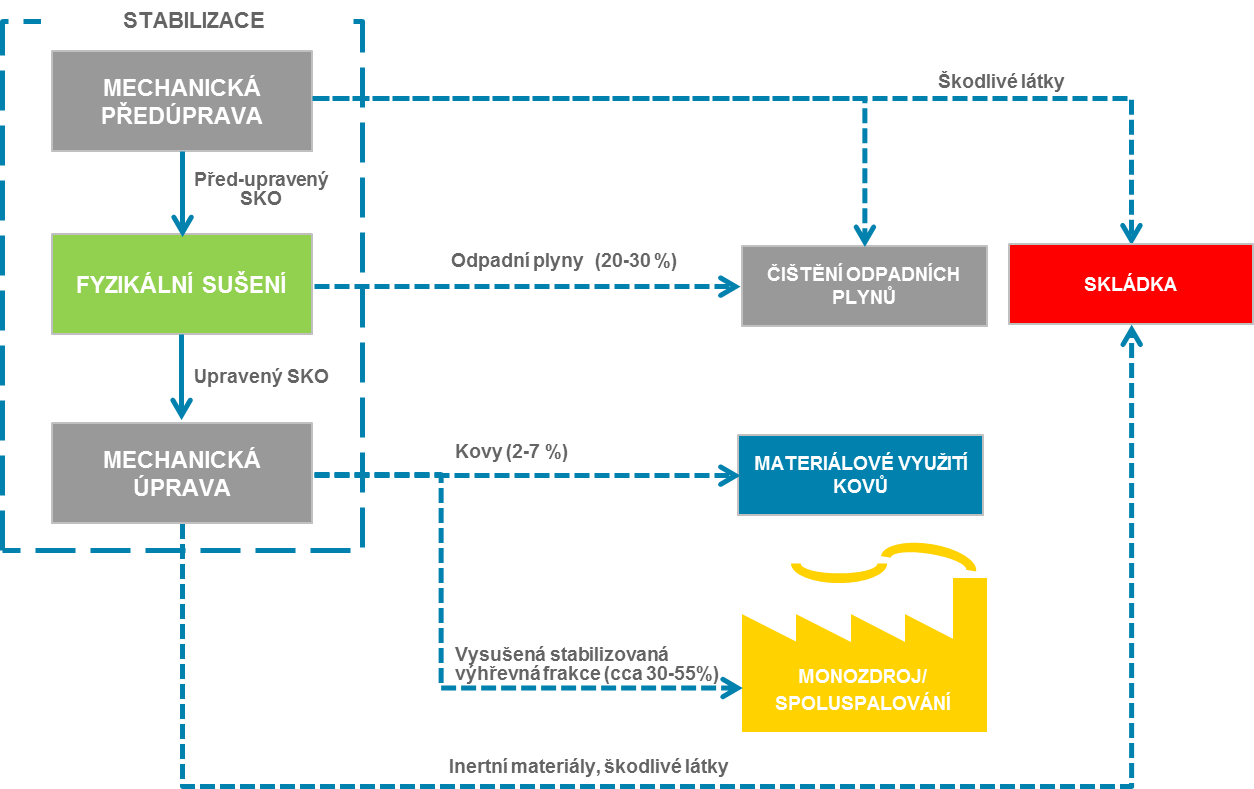 STABILIZACE
MECHANICKÁ
PŘEDÚPRAVA
Škodlivé látky
Před-upravený
SKO
FYZIKÁLNÍ SUŠENÍ
Odpadní plyny (20-30 %)
ČIŠTĚNÍ ODPADNÍCH
PLYNŮ
SKLÁDKA
Upravený SKO
MECHANICKÁ
ÚPRAVA
Kovy (2-7 %)
MATERIÁLOVÉ VYUŽITÍ
KOVŮ
Vysušená stabilizovaná
výhřevná frakce (cca 30-55%)
MONOZDROJ/
SPOLUSPALOVÁNÍ
Inertní materiály, škodlivé látky